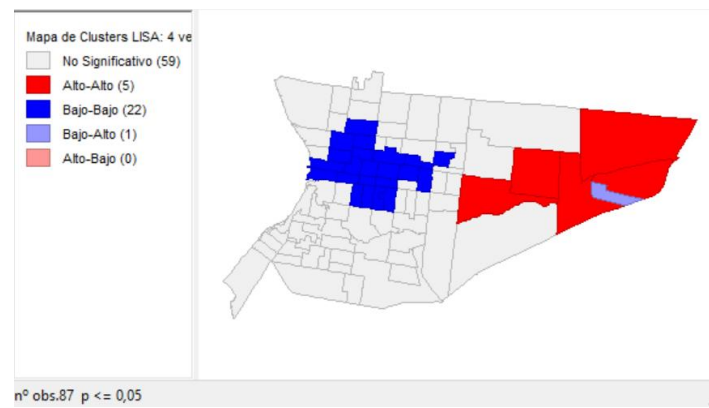 Mapa de Clusters LISA: 4 ve
No Significativo (59)
Alto-Alto (5)
Bajo-Bajo (22)
Bajo-Alto (1)
Alto-Bajo (0)
nº obs.87 p <= 0,05